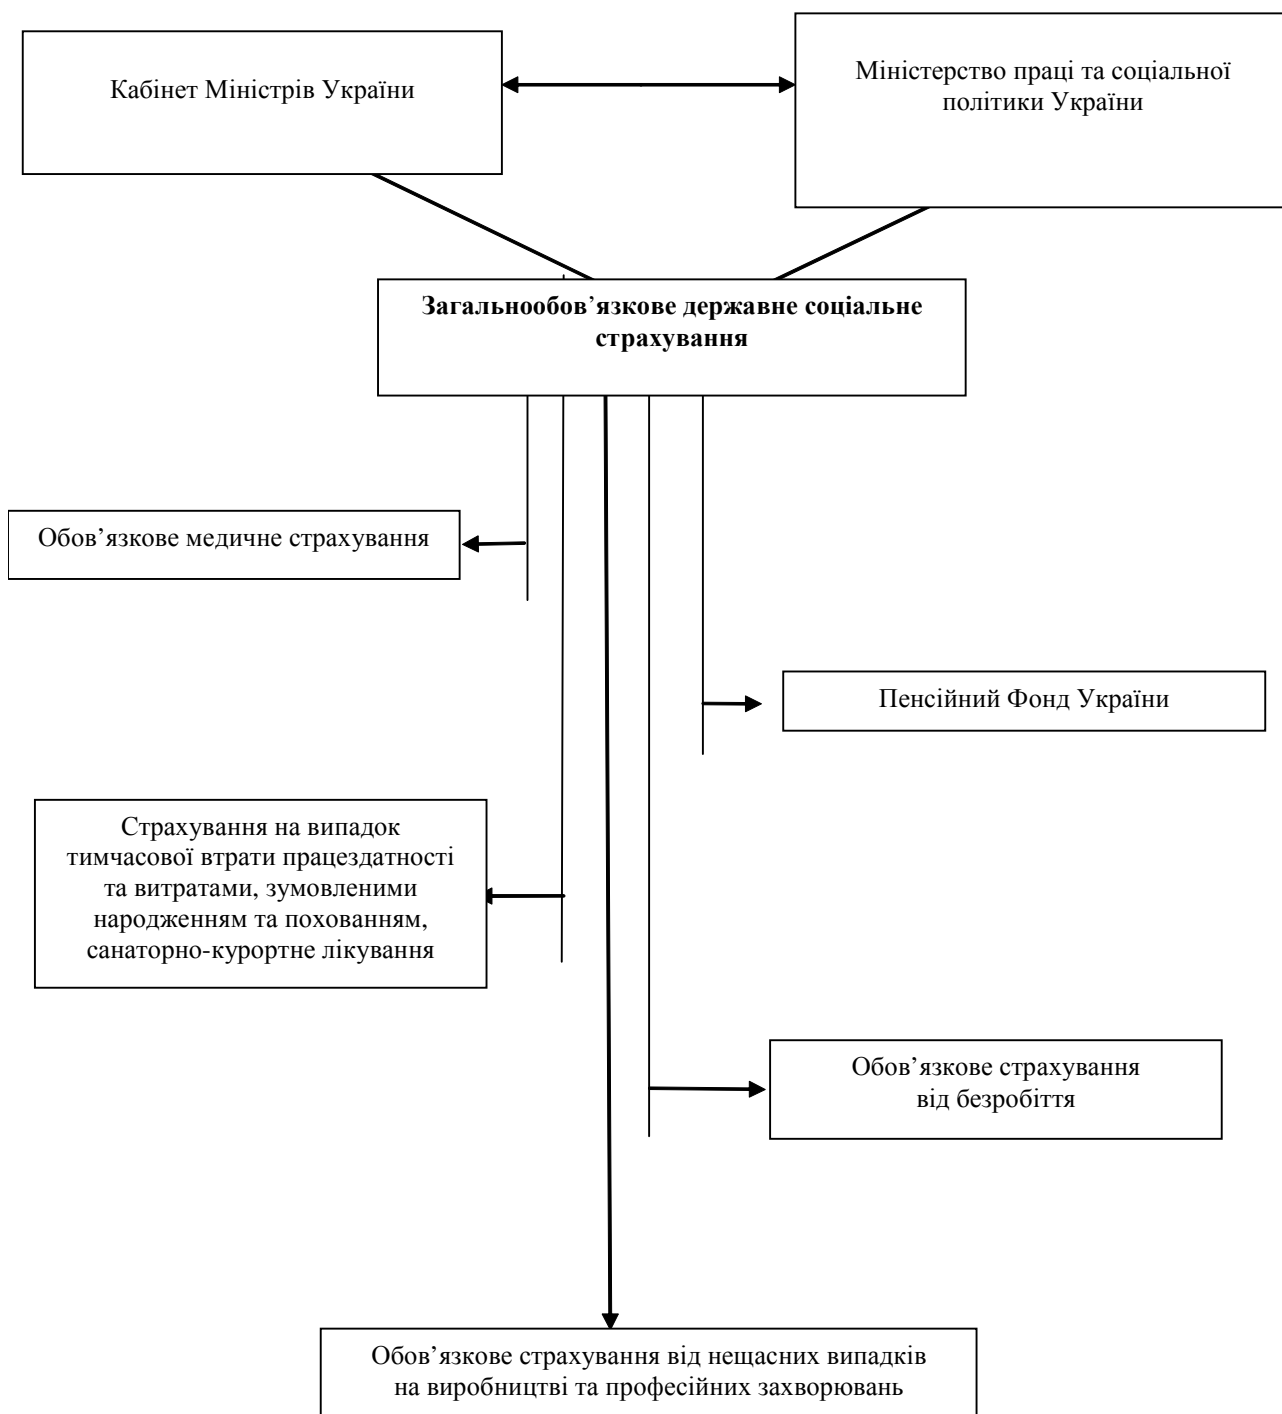 Кабінет Міністрів України
Міністерство праці та соціальної
політики України
Загальнообов’язкове державне соціальне
страхування
Обов’язкове медичне страхування
Пенсійний Фонд України
Страхування на випадок
тимчасової втрати працездатності
та витратами, зумовленими
народженням та похованням,
санаторно-курортне лікування
Обов’язкове страхування
від безробіття
Обов’язкове страхування від нещасних випадків
на виробництві та професійних захворювань